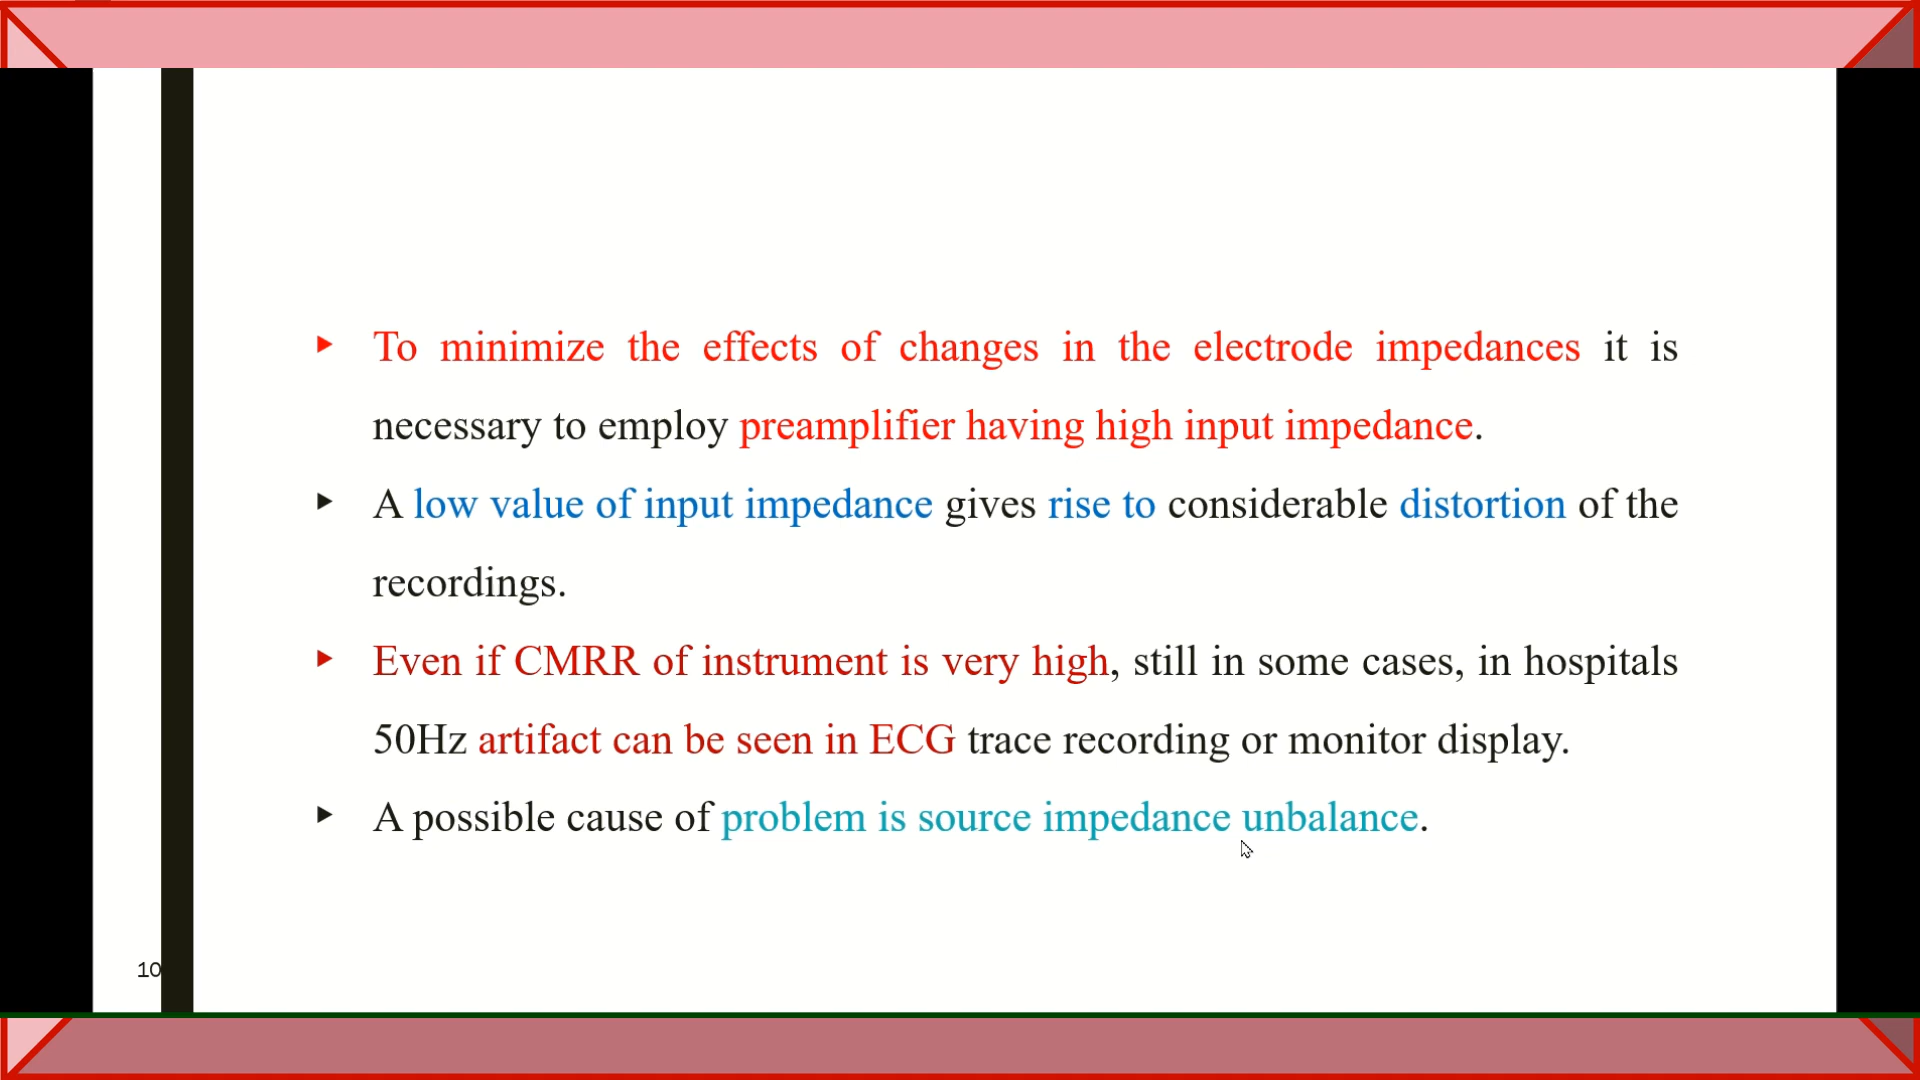 To minimize the effects of changes in the electrode impedances it is
necessary to employ preamplifier having high input impedance.
A low value of input impedance gives rise to considerable distortion of the
recordings.
Even if CMRR of instrument is very high, still in some cases, in hospitals
50Hz artifact can be seen in ECG trace recording or monitor display.
A possible cause of problem is source impedance unbalance.
10